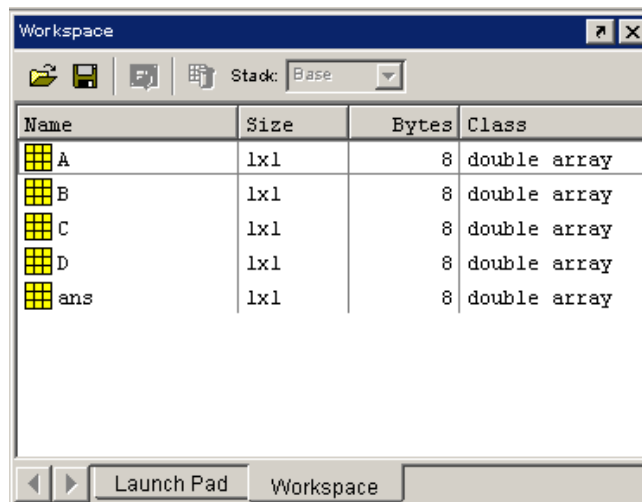 Workspace
Stack: Base
Name Size Bytes Class
A 1x1 8 double array
B 1x1 8 double array
C 1x1 8 double array
D 1x1 8 double array
ans 1x1 8 double array
Launch Pad Workspace